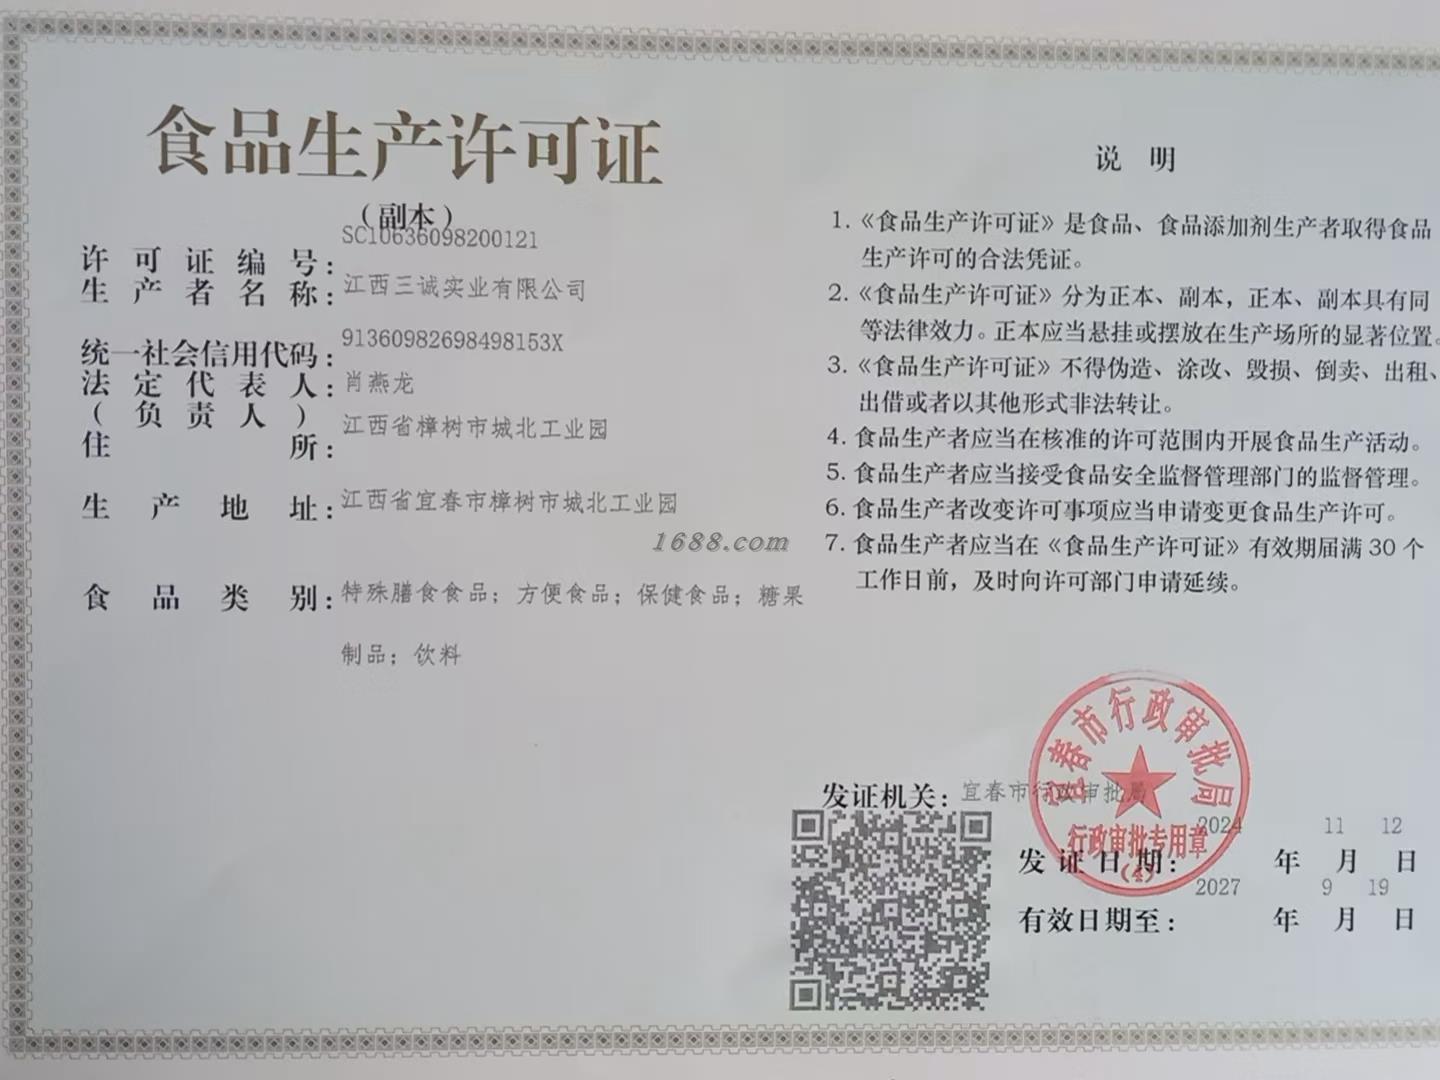 食品生产许可证
（副本）
许可证编号：SC10636098200121
生产者名称：江西三诚实业有限公司
统一社会信用代码：91360982698498153X
法定代表人：肖燕龙
（负责人）
住所：江西省樟树市城北工业园
生产地址：江西省宜春市樟树市城北工业园
1688.com
食品类别：特殊膳食食品；方便食品；保健食品；糖果
制品；饮料
说明
1.《食品生产许可证》是食品、食品添加剂生产者取得食品
生产许可的合法凭证。
2.《食品生产许可证》分为正本、副本，正本、副本具有同
等法律效力。正本应当悬挂或摆放在生产场所的显著位置。
3.《食品生产许可证》不得伪造、涂改、毁损、倒卖、出租、
出借或者以其他形式非法转让。
4.食品生产者应当在核准的许可范围内开展食品生产活动。
5.食品生产者应当接受食品安全监督管理部门的监督管理。
6.食品生产者改变许可事项应当申请变更食品生产许可。
7.食品生产者应当在《食品生产许可证》有效期届满30个
工作日前，及时向许可部门申请延续。
发证机关：宜春市行政审批局
宜春市行政审批局
行政审批专用章
（4）
发证日期：2024年11月12日
有效日期至：2027年9月19日